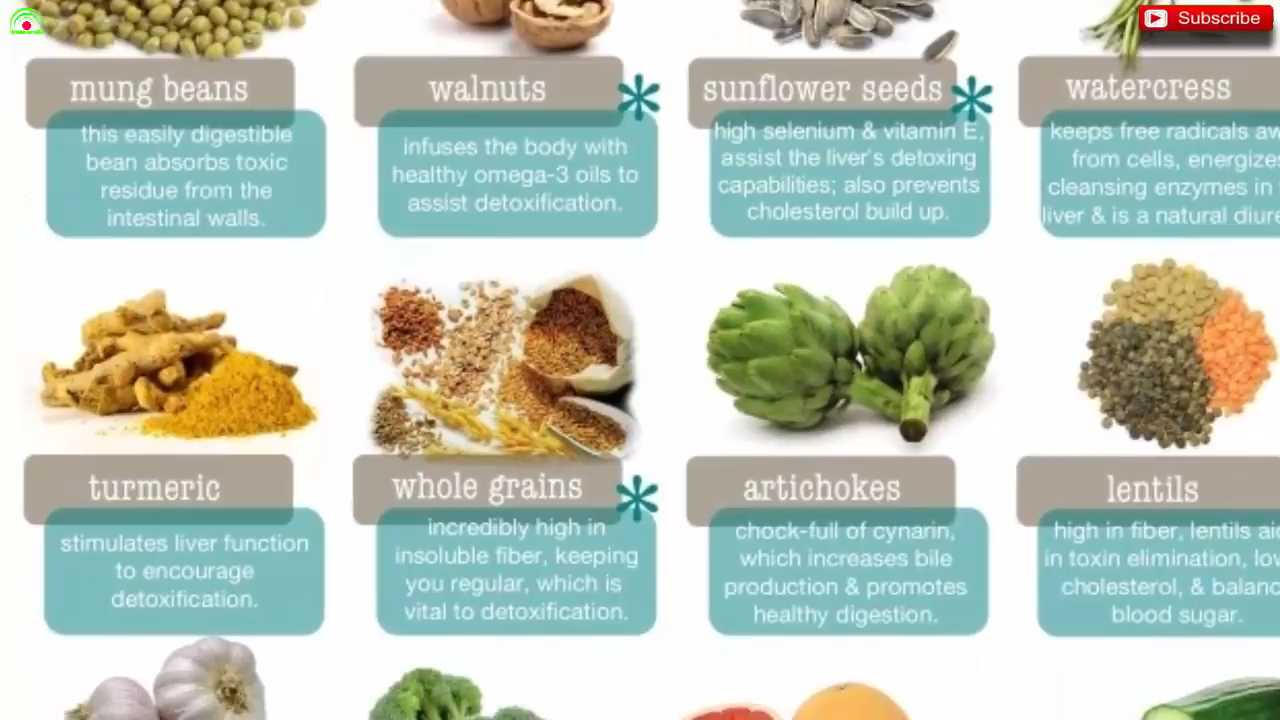 Subscribe
mung beans
this easily digestible
bean absorbs toxic
residue from the
intestinal walls.
walnuts *
infuses the body with
healthy omega-3 oils to
assist detoxification.
sunflower seeds *
high selenium & vitamin E,
assist the liver's detoxing
capabilities; also prevents
cholesterol build up.
watercress
keeps free radicals aw
from cells, energizes
cleansing enzymes in
liver & is a natural diure
turmeric
stimulates liver function
to encourage
detoxification.
whole grains *
incredibly high in
insoluble fiber, keeping
you regular, which is
vital to detoxification.
artichokes
chock-full of cynarin,
which increases bile
production & promotes
healthy digestion.
lentils
high in fiber, lentils aid
in toxin elimination, low
cholesterol, & balanc
blood sugar.